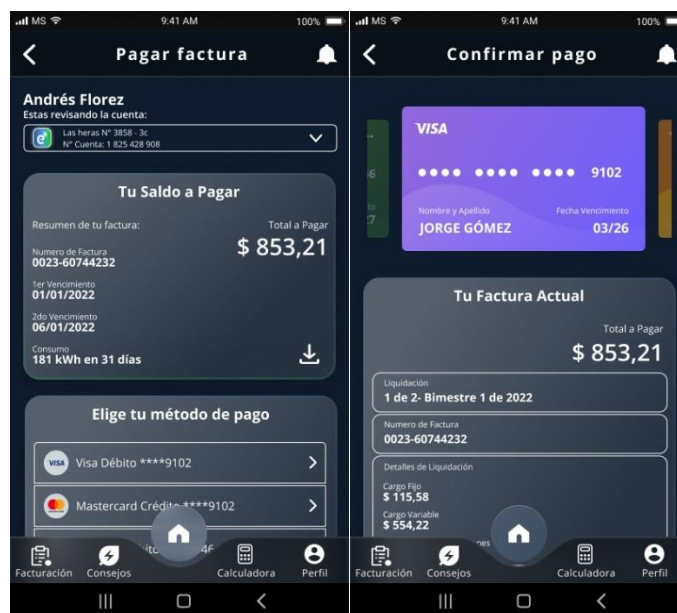 MS 9:41 AM 100%
Pagar factura
Andrés Florez
Estas revisando la cuenta:
Las heras N° 3858 - 3c
N° Cuenta: 1 825 428 908
Tu Saldo a Pagar
Resumen de tu factura:
Total a Pagar
$ 853,21
Numero de Factura
0023-60744232
1er Vencimiento
01/01/2022
2do Vencimiento
06/01/2022
Consumo
181 kWh en 31 días
Elige tu método de pago
VISA Visa Débito ****9102
Mastercard Crédito ****9102
46
Facturación Consejos Calculadora Perfil
MS 9:41 AM 100%
Confirmar pago
VISA
9102
Nombre y Apellido Fecha Vencimiento
JORGE GÓMEZ 03/26
Tu Factura Actual
Total a Pagar
$ 853,21
Liquidación
1 de 2- Bimestre 1 de 2022
Numero de Factura
0023-60744232
Detalles de Liquidación
Cargo Fijo
$ 115,58
Cargo Variable
$ 554,22
Facturación Consejos Calculadora Perfil